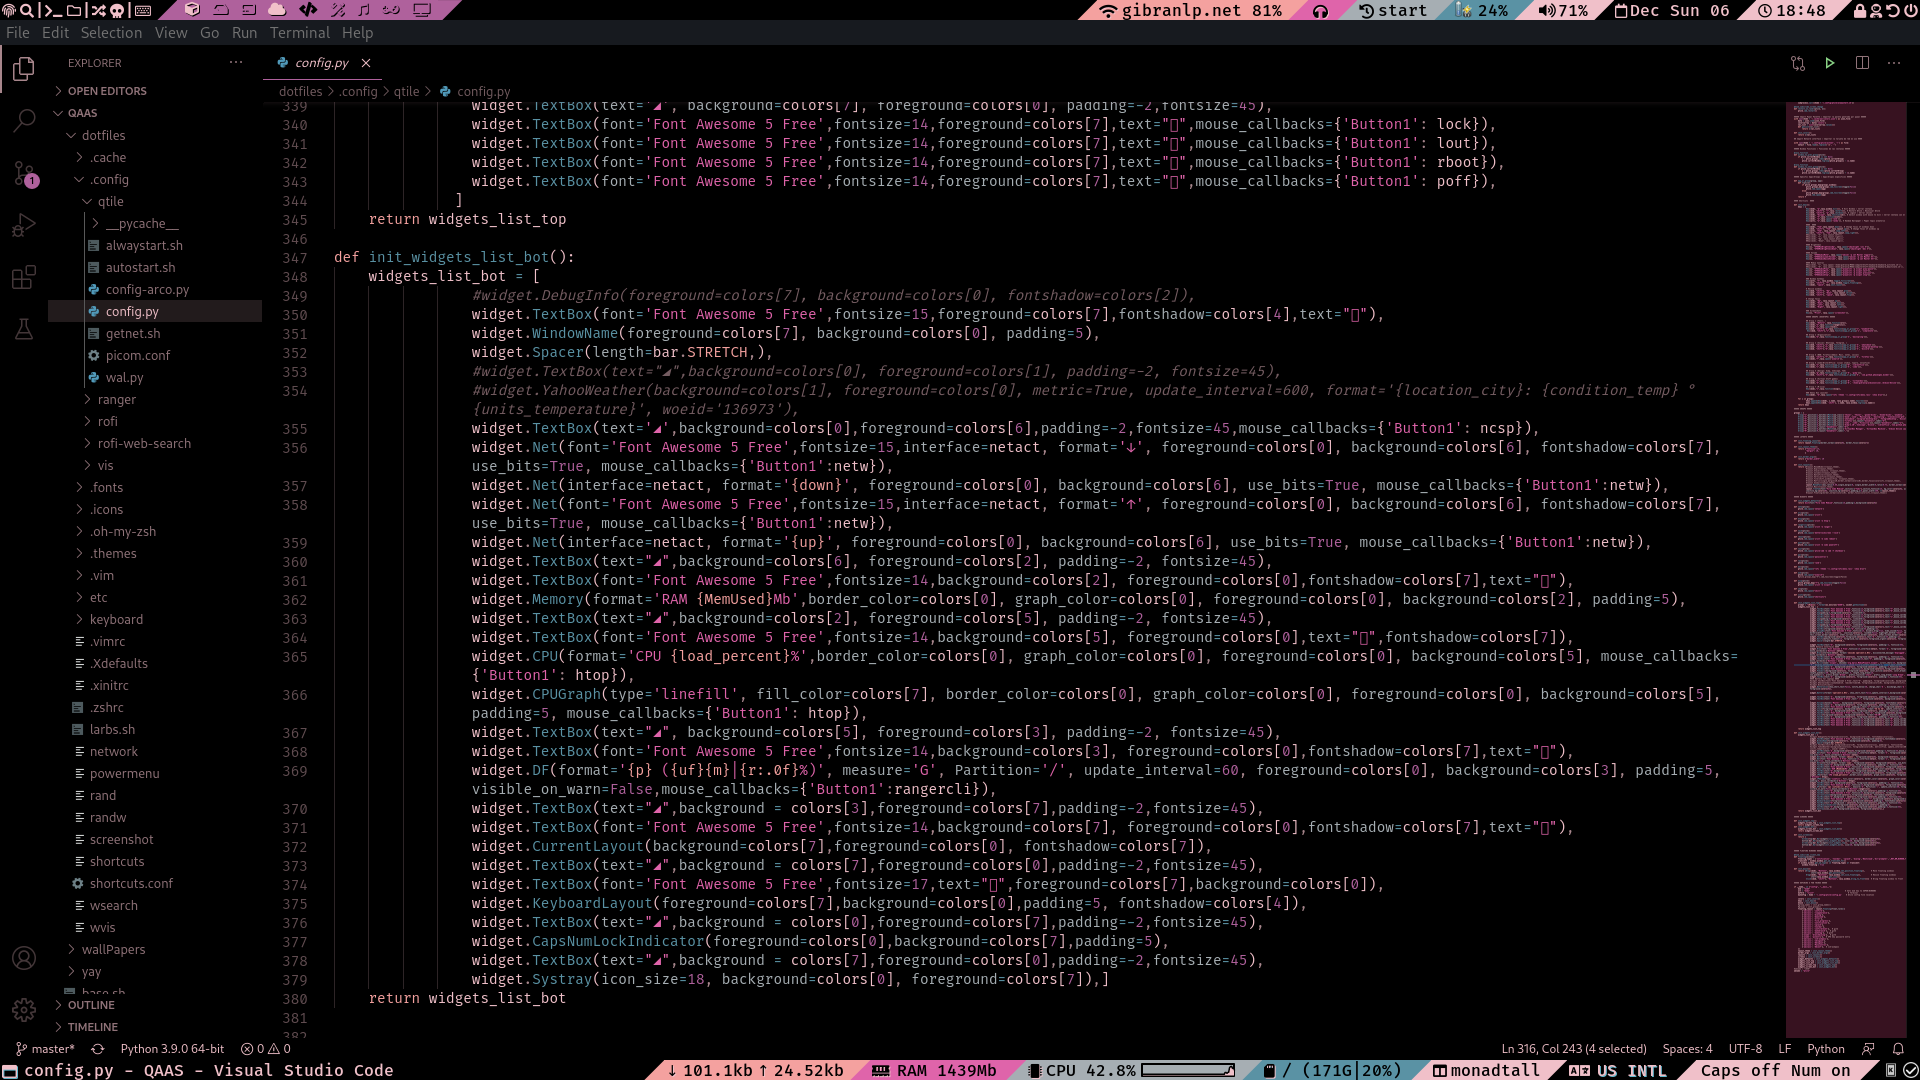 gibranlp.net 81% start 24% 71% Dec Sun 06 18:48
File Edit Selection View Go Run Terminal Help
EXPLORER
OPEN EDITORS
QAAS
dotfiles
.cache
.config
qtile
__pycache__
alwaystart.sh
autostart.sh
config-arco.py
config.py
getnet.sh
picom.conf
wal.py
ranger
rofi
rofi-web-search
vis
.fonts
.icons
.oh-my-zsh
.themes
.vim
etc
keyboard
.vimrc
.Xdefaults
.xinitrc
.zshrc
larbs.sh
network
powermenu
rand
randw
screenshot
shortcuts
shortcuts.conf
wsearch
wvis
wallPapers
yay
base.sh
OUTLINE
TIMELINE
config.py ×
dotfiles > .config > qtile > config.py
339 widget.TextBox(text='◢', background=colors[7], foreground=colors[0], padding=-2,fontsize=45),
340 widget.TextBox(font='Font Awesome 5 Free',fontsize=14,foreground=colors[7],text="▯",mouse_callbacks={'Button1': lock}),
341 widget.TextBox(font='Font Awesome 5 Free',fontsize=14,foreground=colors[7],text="▯",mouse_callbacks={'Button1': lout}),
342 widget.TextBox(font='Font Awesome 5 Free',fontsize=14,foreground=colors[7],text="▯",mouse_callbacks={'Button1': rboot}),
343 widget.TextBox(font='Font Awesome 5 Free',fontsize=14,foreground=colors[7],text="▯",mouse_callbacks={'Button1': poff}),
344 ]
345 return widgets_list_top
346
347 def init_widgets_list_bot():
348 widgets_list_bot = [
349 #widget.DebugInfo(foreground=colors[7], background=colors[0], fontshadow=colors[2]),
350 widget.TextBox(font='Font Awesome 5 Free',fontsize=15,foreground=colors[7],fontshadow=colors[4],text="▯"),
351 widget.WindowName(foreground=colors[7], background=colors[0], padding=5),
352 widget.Spacer(length=bar.STRETCH,),
353 #widget.TextBox(text="◢",background=colors[0], foreground=colors[1], padding=-2, fontsize=45),
354 #widget.YahooWeather(background=colors[1], foreground=colors[0], metric=True, update_interval=600, format='{location_city}: {condition_temp} °
{units_temperature}', woeid='136973'),
355 widget.TextBox(text='◢',background=colors[0],foreground=colors[6],padding=-2,fontsize=45,mouse_callbacks={'Button1': ncsp}),
356 widget.Net(font='Font Awesome 5 Free',fontsize=15,interface=netact, format='↓', foreground=colors[0], background=colors[6], fontshadow=colors[7],
use_bits=True, mouse_callbacks={'Button1':netw}),
357 widget.Net(interface=netact, format='{down}', foreground=colors[0], background=colors[6], use_bits=True, mouse_callbacks={'Button1':netw}),
358 widget.Net(font='Font Awesome 5 Free',fontsize=15,interface=netact, format='↑', foreground=colors[0], background=colors[6], fontshadow=colors[7],
use_bits=True, mouse_callbacks={'Button1':netw}),
359 widget.Net(interface=netact, format='{up}', foreground=colors[0], background=colors[6], use_bits=True, mouse_callbacks={'Button1':netw}),
360 widget.TextBox(text="◢",background=colors[6], foreground=colors[2], padding=-2, fontsize=45),
361 widget.TextBox(font='Font Awesome 5 Free',fontsize=14,background=colors[2], foreground=colors[0],fontshadow=colors[7],text="▯"),
362 widget.Memory(format='RAM {MemUsed}Mb',border_color=colors[0], graph_color=colors[0], foreground=colors[0], background=colors[2], padding=5),
363 widget.TextBox(text="◢",background=colors[2], foreground=colors[5], padding=-2, fontsize=45),
364 widget.TextBox(font='Font Awesome 5 Free',fontsize=14,background=colors[5], foreground=colors[0],text="▯",fontshadow=colors[7]),
365 widget.CPU(format='CPU {load_percent}%',border_color=colors[0], graph_color=colors[0], foreground=colors[0], background=colors[5], mouse_callbacks=
{'Button1': htop}),
366 widget.CPUGraph(type='linefill', fill_color=colors[7], border_color=colors[0], graph_color=colors[0], foreground=colors[0], background=colors[5],
padding=5, mouse_callbacks={'Button1': htop}),
367 widget.TextBox(text="◢", background=colors[5], foreground=colors[3], padding=-2, fontsize=45),
368 widget.TextBox(font='Font Awesome 5 Free',fontsize=14,background=colors[3], foreground=colors[0],fontshadow=colors[7],text="▯"),
369 widget.DF(format='{p} ({uf}{m}|{r:.0f}%)', measure='G', Partition='/', update_interval=60, foreground=colors[0], background=colors[3], padding=5,
visible_on_warn=False,mouse_callbacks={'Button1':rangercli}),
370 widget.TextBox(text="◢",background = colors[3],foreground=colors[7],padding=-2,fontsize=45),
371 widget.TextBox(font='Font Awesome 5 Free',fontsize=14,background=colors[7], foreground=colors[0],fontshadow=colors[7],text="▯"),
372 widget.CurrentLayout(background=colors[7],foreground=colors[0], fontshadow=colors[7]),
373 widget.TextBox(text="◢",background = colors[7],foreground=colors[0],padding=-2,fontsize=45),
374 widget.TextBox(font='Font Awesome 5 Free',fontsize=17,text="▯",foreground=colors[7],background=colors[0]),
375 widget.KeyboardLayout(foreground=colors[7],background=colors[0],padding=5, fontshadow=colors[4]),
376 widget.TextBox(text="◢",background = colors[0],foreground=colors[7],padding=-2,fontsize=45),
377 widget.CapsNumLockIndicator(foreground=colors[0],background=colors[7],padding=5),
378 widget.TextBox(text="◢",background = colors[7],foreground=colors[0],padding=-2,fontsize=45),
379 widget.Systray(icon_size=18, background=colors[0], foreground=colors[7]),]
380 return widgets_list_bot
381
382
master* Python 3.9.0 64-bit 0 0 Ln 316, Col 243 (4 selected) Spaces: 4 UTF-8 LF Python
config.py - QAAS - Visual Studio Code ↓ 101.1kb ↑ 24.52kb RAM 1439Mb CPU 42.8% / (171G|20%) monadtall US INTL Caps off Num on